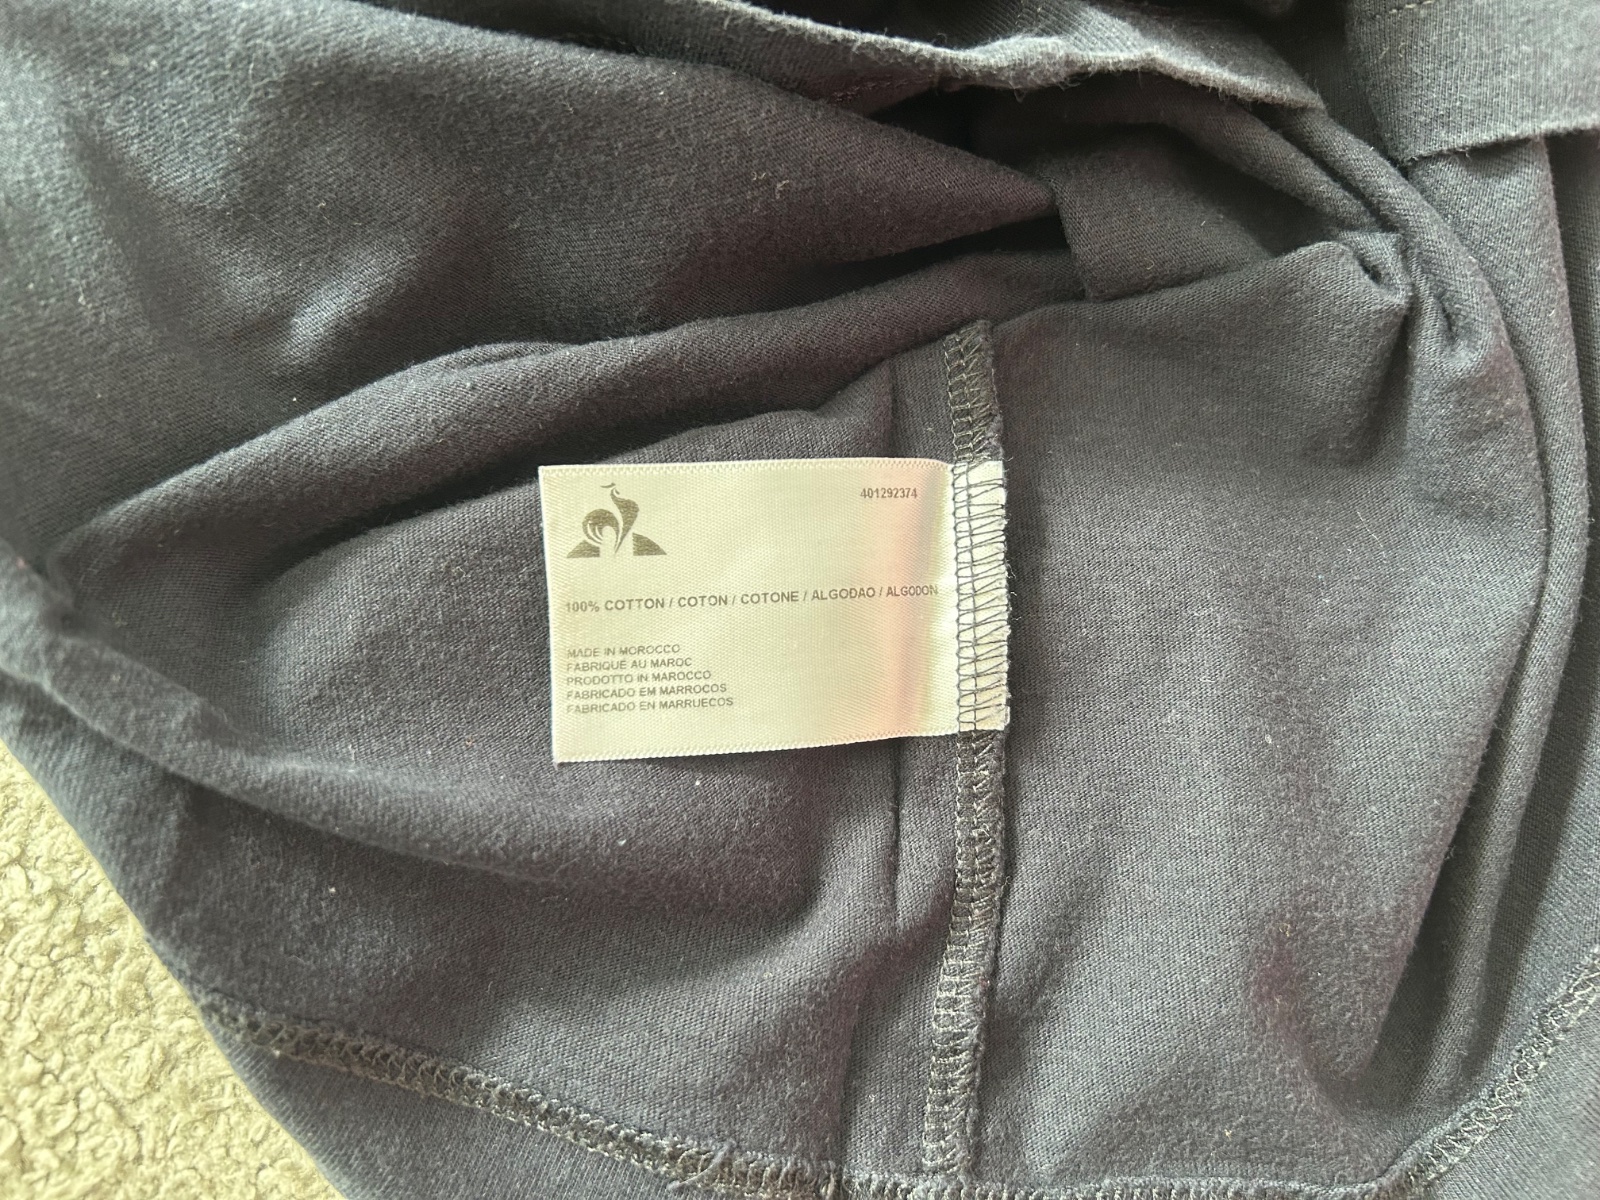 401292374
100% COTTON / COTON / COTONE / ALGODAO / ALGODON
MADE IN MOROCCO
FABRIQUÉ AU MAROC
PRODOTTO IN MAROCCO
FABRICADO EM MARROCOS
FABRICADO EN MARRUECOS